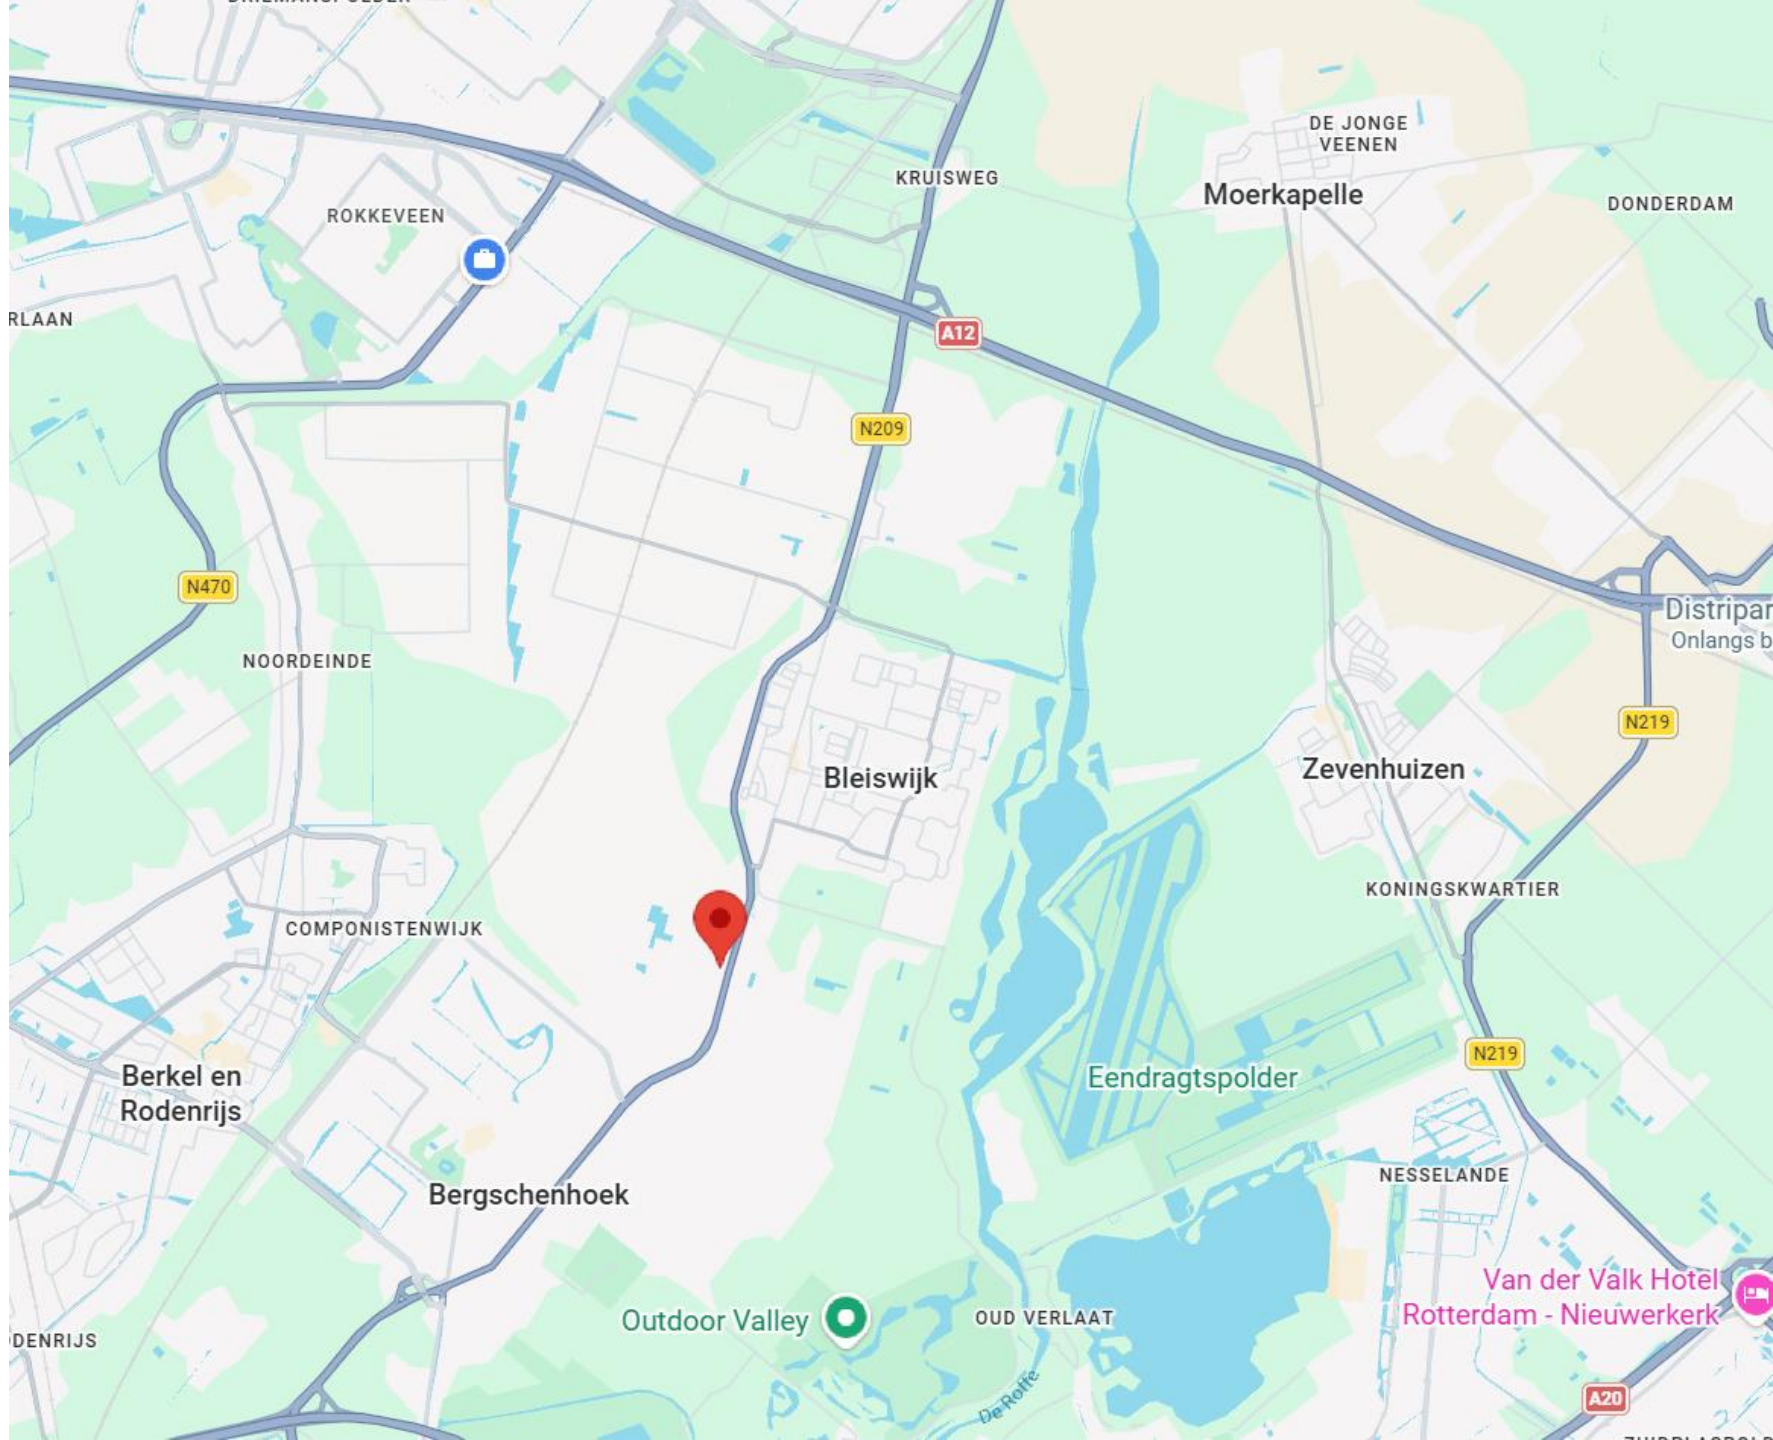 DE JONGE
VEENEN
KRUISWEG
Moerkapelle
DONDERDAM
ROKKEVEEN
RLAAN
A12
N209
N470
Distripar
Onlangs b
NOORDEINDE
N219
Bleiswijk
Zevenhuizen
KONINGSKWARTIER
COMPONISTENWIJK
N219
Berkel en
Rodenrijs
Eendragtspolder
NESSELANDE
Bergschenhoek
Van der Valk Hotel
Rotterdam - Nieuwerkerk
Outdoor Valley
OUD VERLAAT
DENRIJS
De Rotte
A20